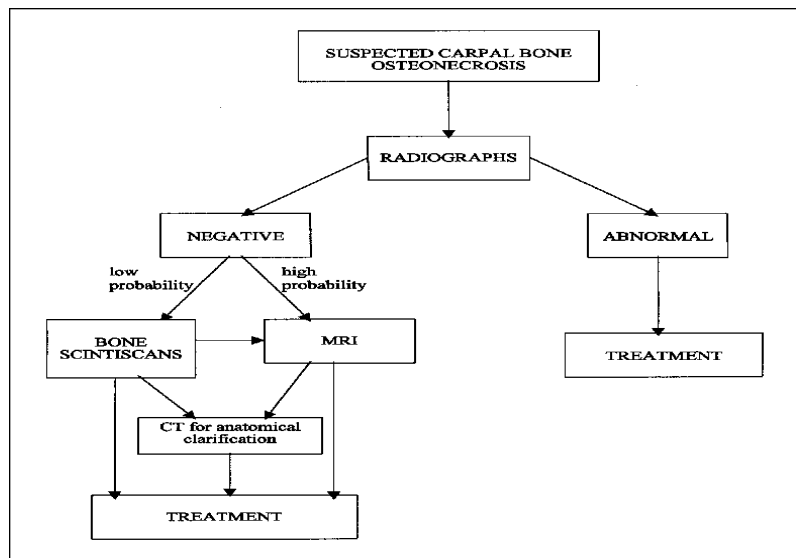 SUSPECTED CARPAL BONE
OSTEONECROSIS
RADIOGRAPHS
NEGATIVE
ABNORMAL
low
probability
high
probability
BONE
SCINTISCANS
MRI
TREATMENT
CT for anatomical
clarification
TREATMENT